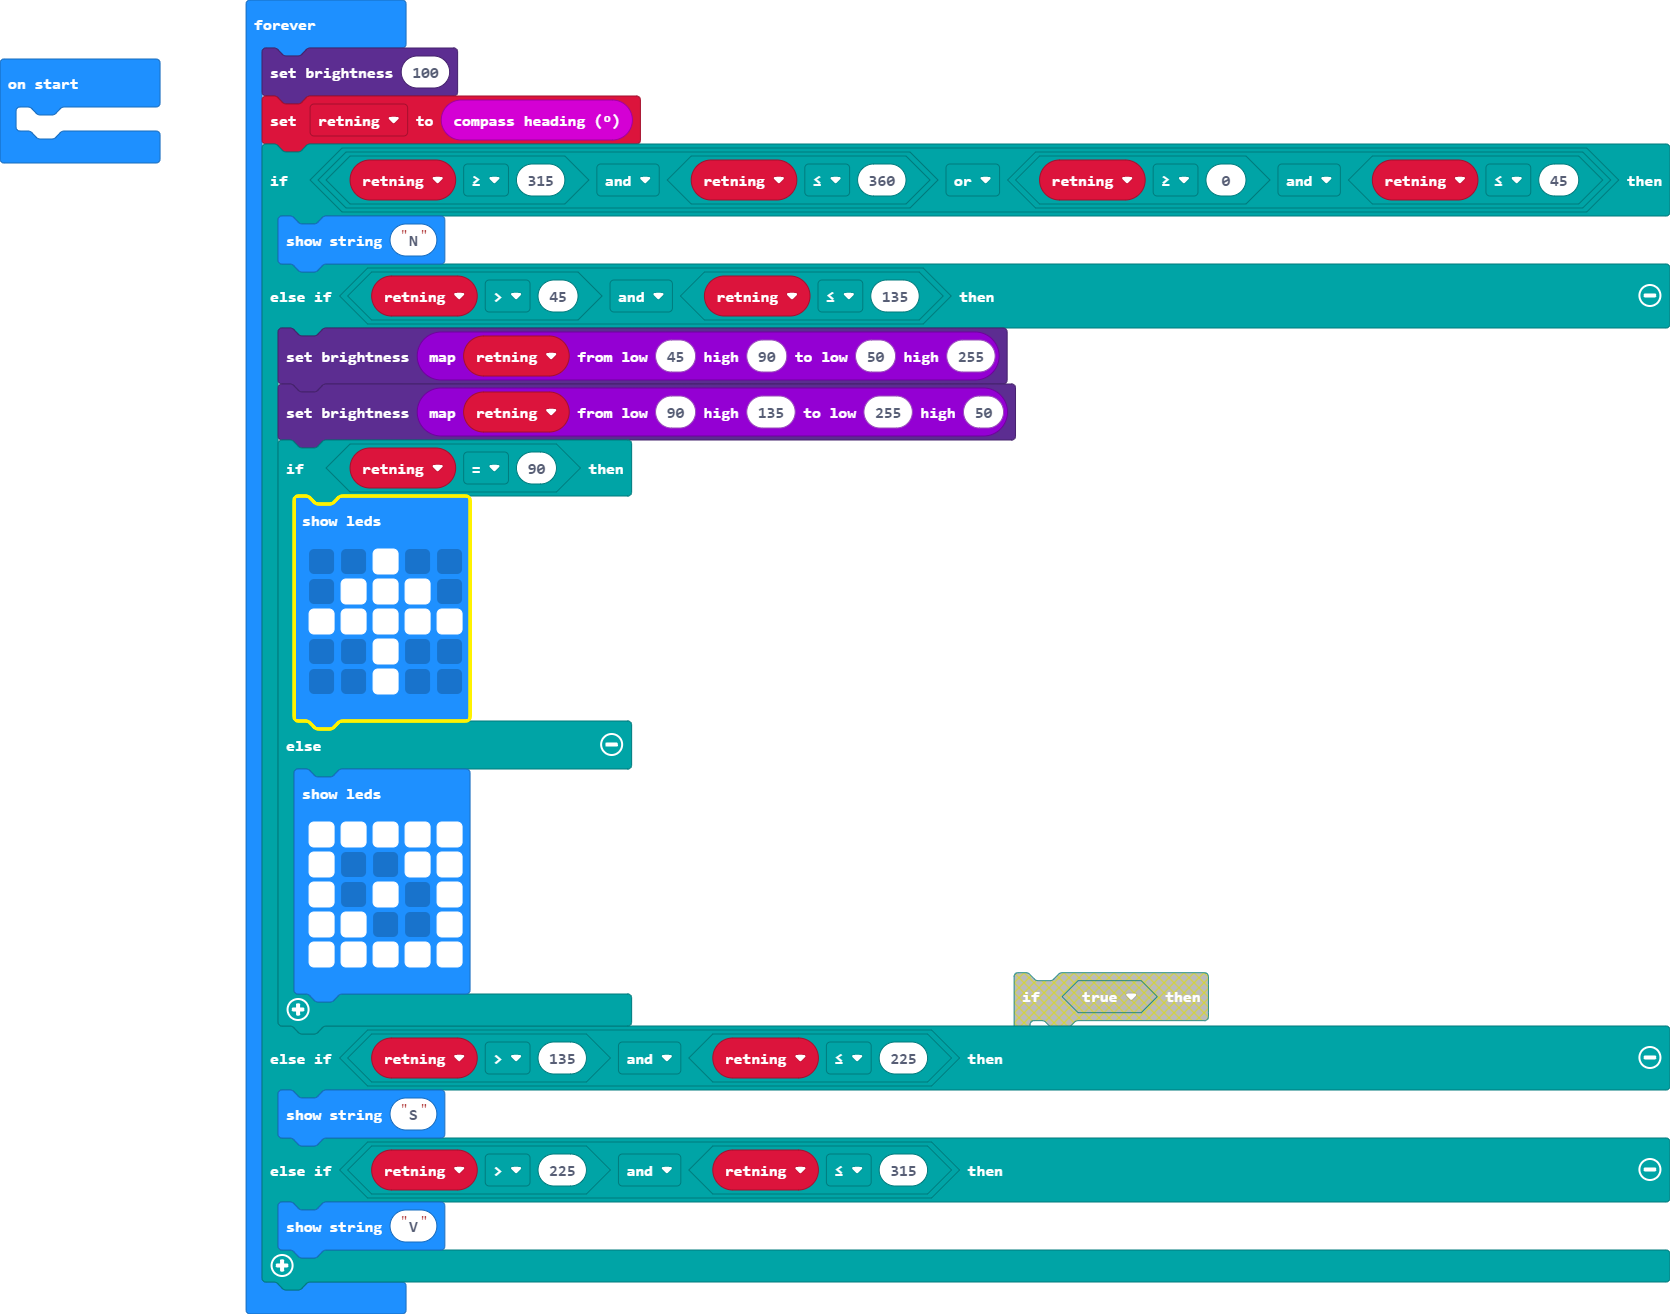 forever
on start
set brightness 100
set retning to compass heading (º)
if retning ≥ 315 and retning ≤ 360 or retning ≥ 0 and retning ≤ 45 then
show string "N"
else if retning > 45 and retning ≤ 135 then
set brightness map retning from low 45 high 90 to low 50 high 255
set brightness map retning from low 90 high 135 to low 255 high 50
if retning = 90 then
show leds
else
show leds
if true then
else if retning > 135 and retning ≤ 225 then
show string "S"
else if retning > 225 and retning ≤ 315 then
show string "V"